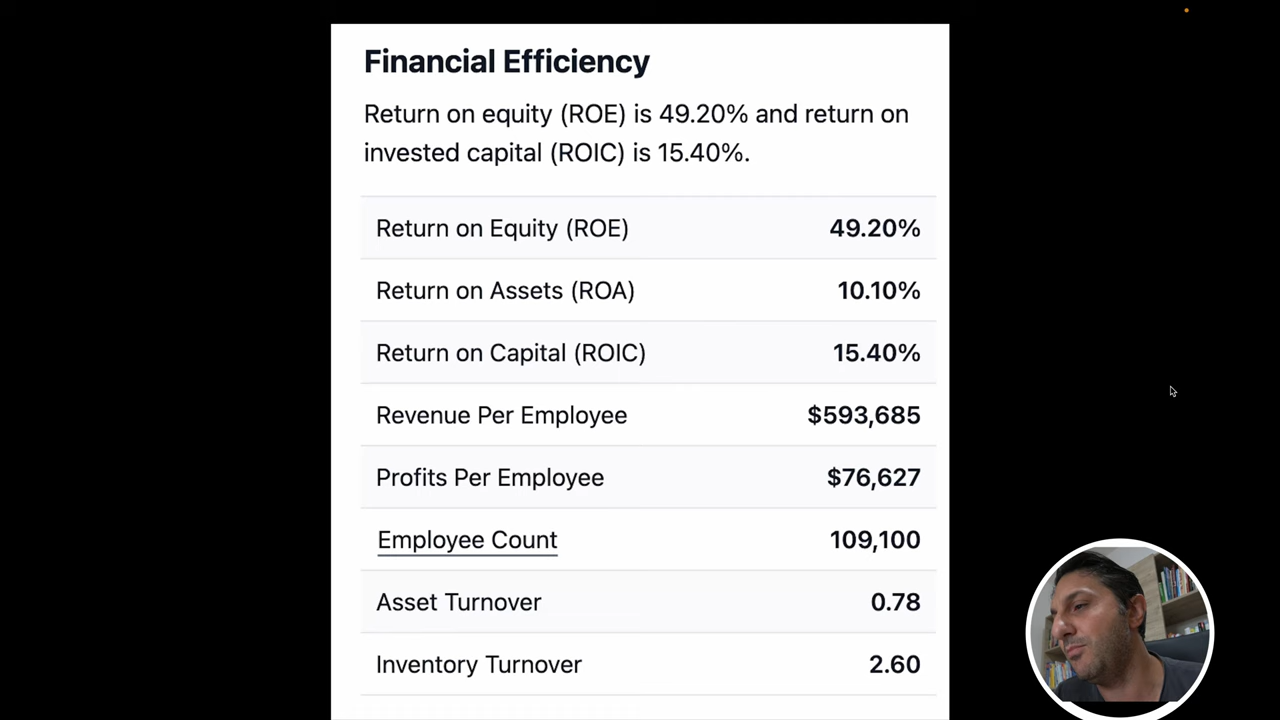 Financial Efficiency
Return on equity (ROE) is 49.20% and return on
invested capital (ROIC) is 15.40%.
Return on Equity (ROE) 49.20%
Return on Assets (ROA) 10.10%
Return on Capital (ROIC) 15.40%
Revenue Per Employee $593,685
Profits Per Employee $76,627
Employee Count 109,100
Asset Turnover 0.78
Inventory Turnover 2.60